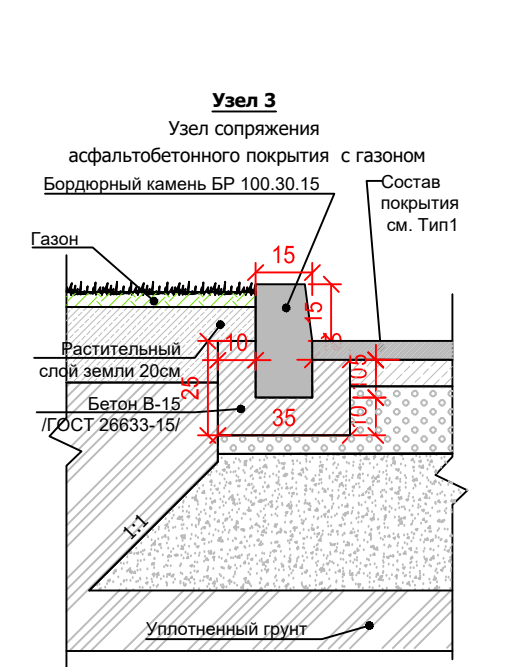 Узел 3
Узел сопряжения
асфальтобетонного покрытия с газоном
Бордюрный камень БР 100.30.15
Состав
покрытия
см. Тип1
Газон
15
15
10
Растительный
слой земли 20см
25
10
5
Бетон В-15
/ГОСТ 26633-15/
35
10
1:1
Уплотненный грунт